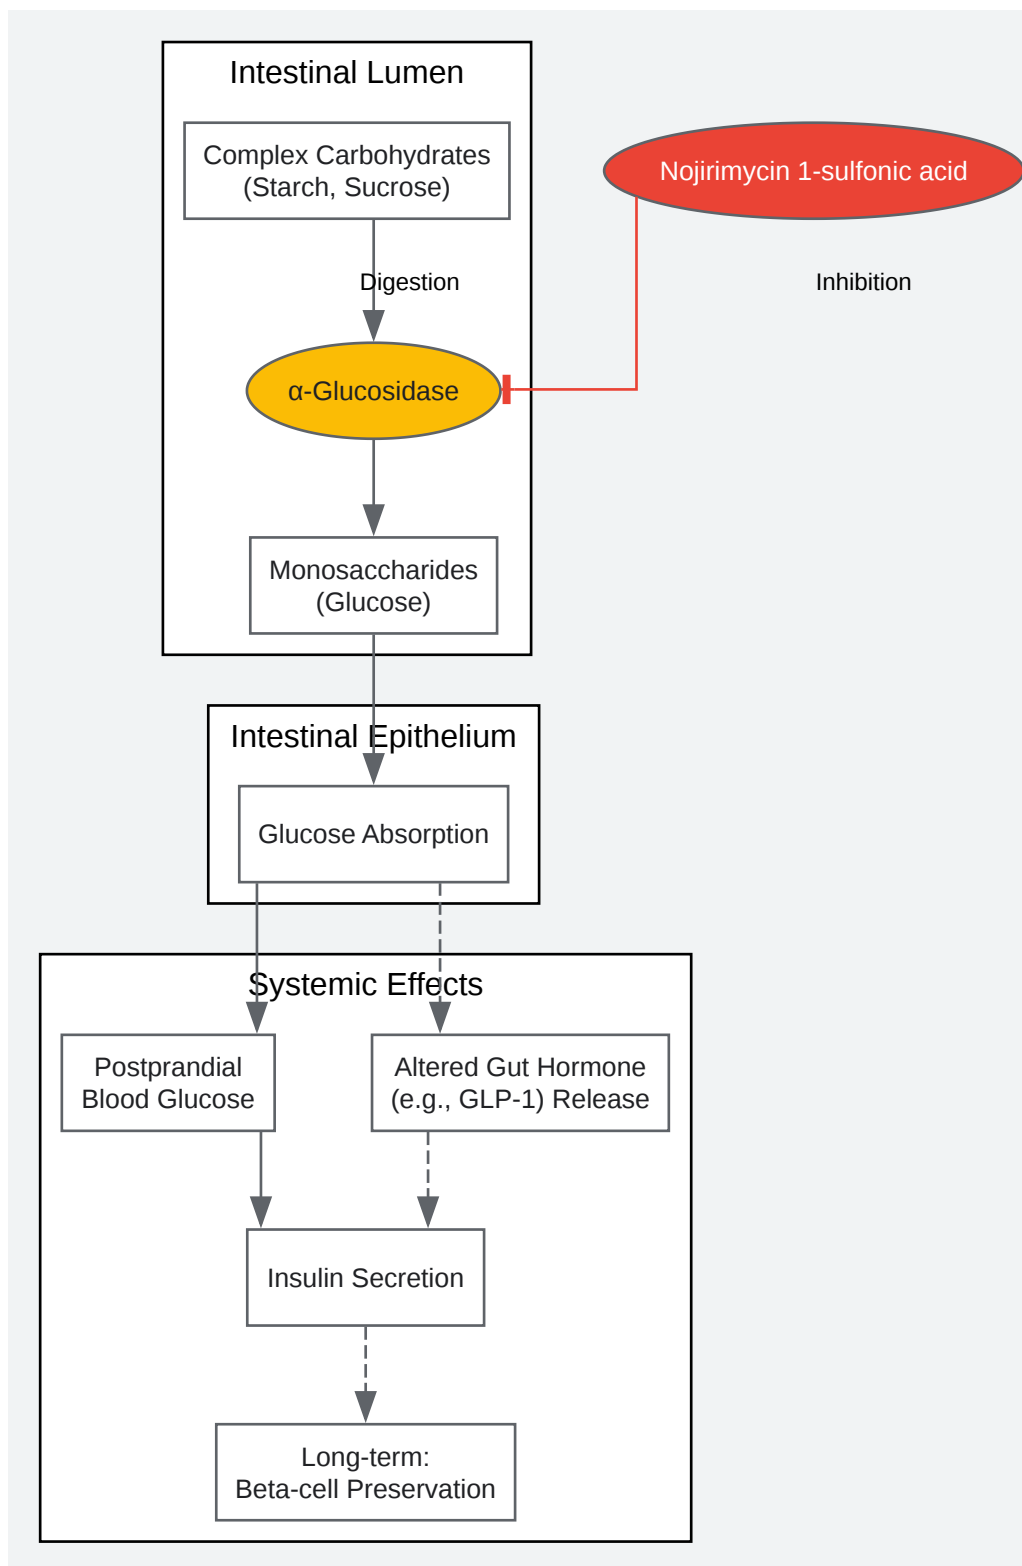 Intestinal Lumen
Complex Carbohydrates
(Starch, Sucrose)
Nojirimycin 1-sulfonic acid
Digestion
Inhibition
α-Glucosidase
Monosaccharides
(Glucose)
Intestinal Epithelium
Glucose Absorption
Systemic Effects
Postprandial
Blood Glucose
Altered Gut Hormone
(e.g., GLP-1) Release
Insulin Secretion
Long-term:
Beta-cell Preservation